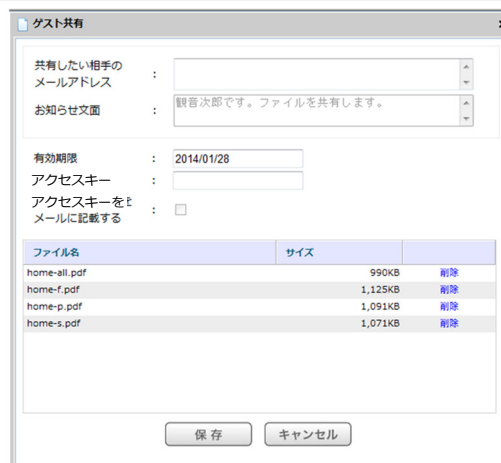 ゲスト共有
共有したい相手の
メールアドレス :
お知らせ文面 : 観音次郎です。ファイルを共有します。
有効期限 : 2014/01/28
アクセスキー :
アクセスキーを
メールに記載する :
ファイル名 サイズ
home-all.pdf 990KB 削除
home-f.pdf 1,125KB 削除
home-p.pdf 1,091KB 削除
home-s.pdf 1,071KB 削除
保存 キャンセル